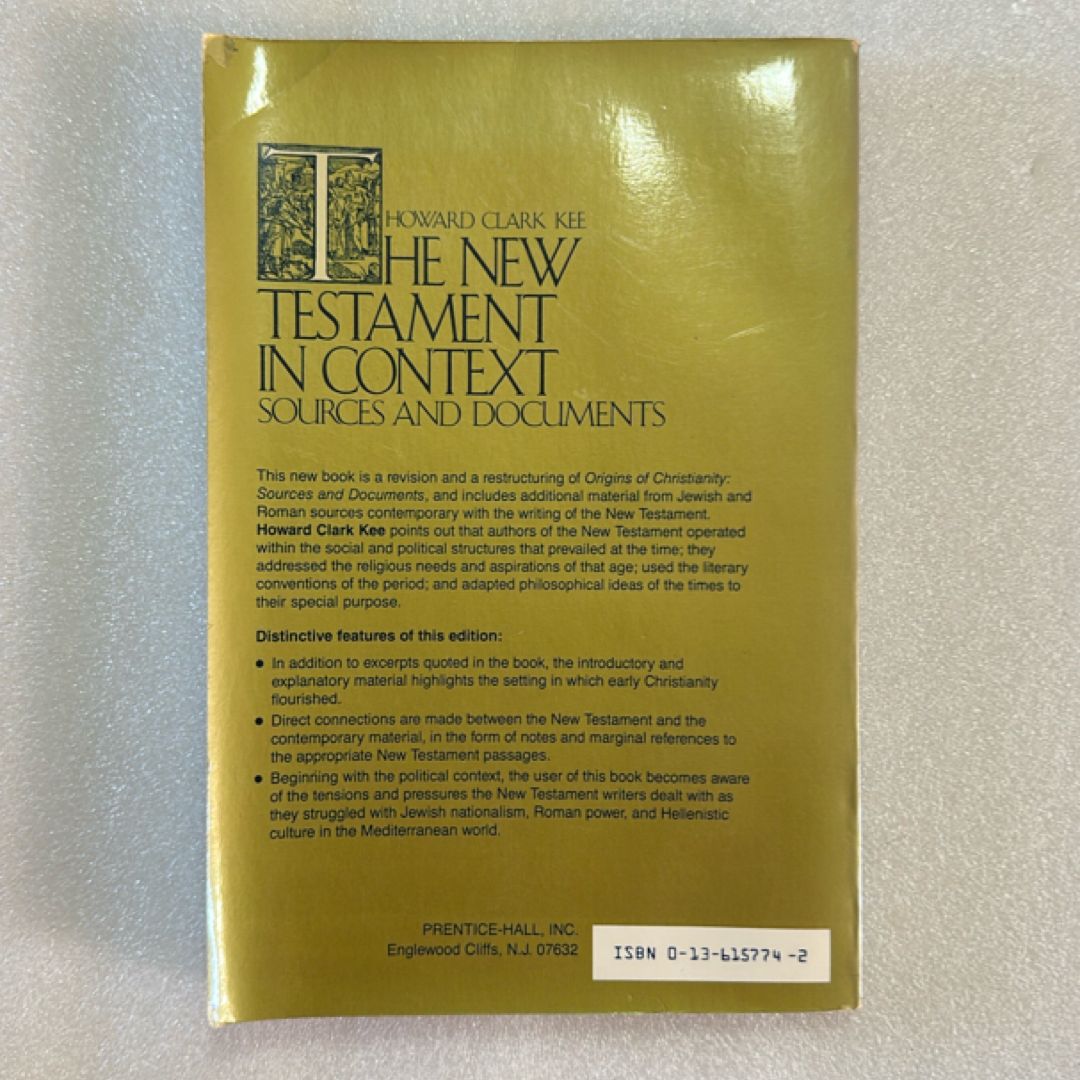 HOWARD CLARK KEE
THE NEW
TESTAMENT
IN CONTEXT
SOURCES AND DOCUMENTS
This new book is a revision and a restructuring of Origins of Christianity:
Sources and Documents, and includes additional material from Jewish and
Roman sources contemporary with the writing of the New Testament.
Howard Clark Kee points out that authors of the New Testament operated
within the social and political structures that prevailed at the time; they
addressed the religious needs and aspirations of that age; used the literary
conventions of the period; and adapted philosophical ideas of the times to
their special purpose.
Distinctive features of this edition:
● In addition to excerpts quoted in the book, the introductory and
explanatory material highlights the setting in which early Christianity
flourished.
● Direct connections are made between the New Testament and the
contemporary material, in the form of notes and marginal references to
the appropriate New Testament passages.
● Beginning with the political context, the user of this book becomes aware
of the tensions and pressures the New Testament writers dealt with as
they struggled with Jewish nationalism, Roman power, and Hellenistic
culture in the Mediterranean world.
PRENTICE-HALL, INC.
Englewood Cliffs, N.J. 07632
ISBN 0-13-615774-2